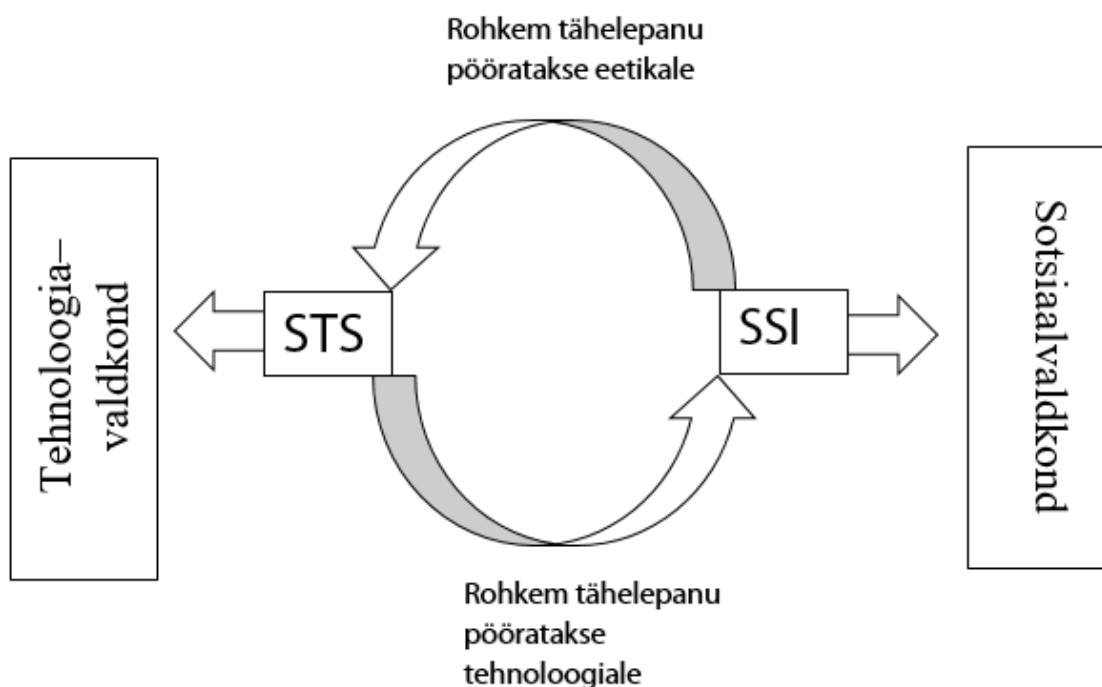 Rohkem tähelepanu
pööratakse eetikale
Tehnoloogia–
valdkond
STS
SSI
Sotsiaalvaldkond
Rohkem tähelepanu
pööratakse
tehnoloogiale